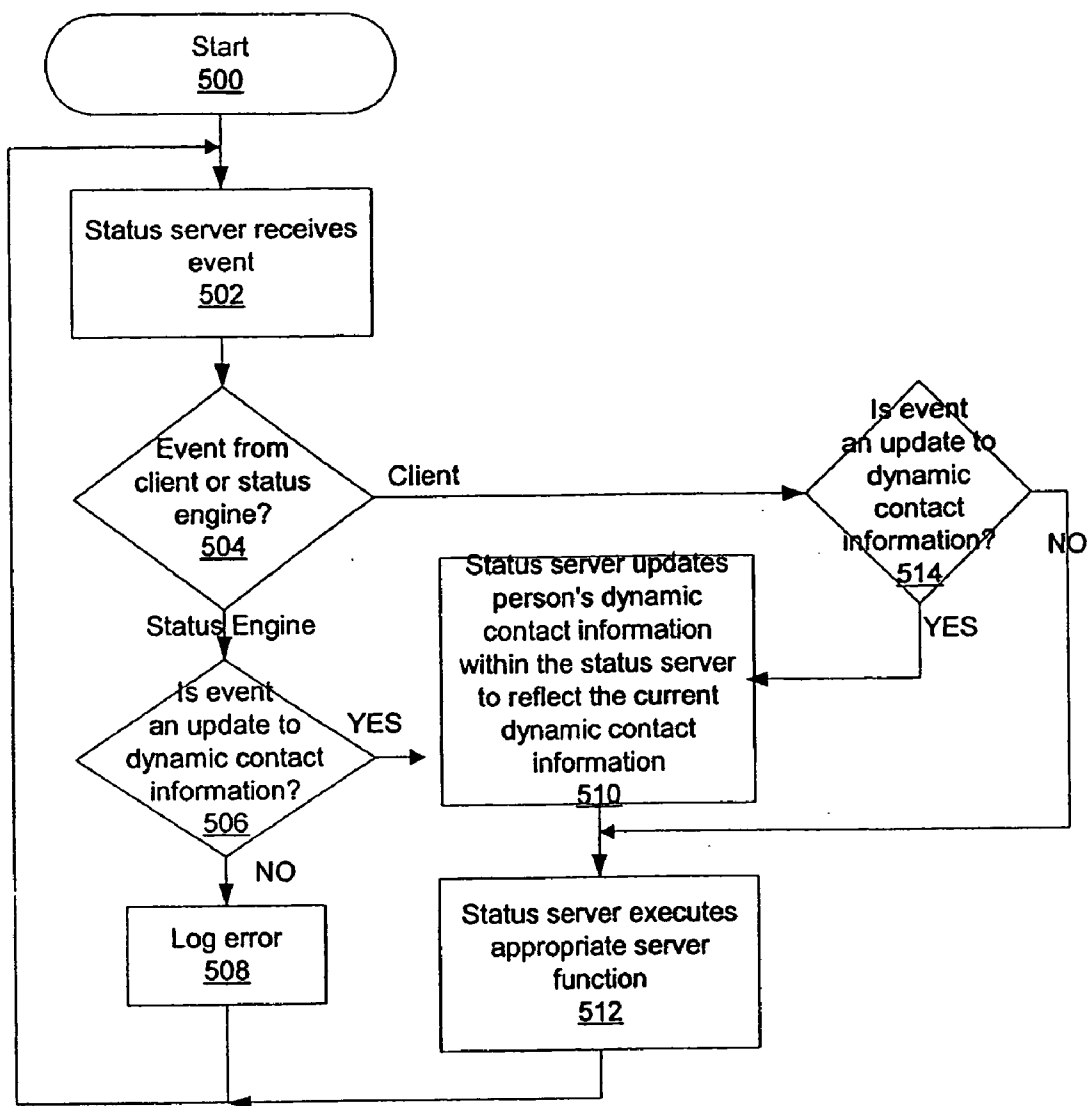 Start
500
Status server receives
event
502
Event from
client or status
engine?
504
Client
Is event
an update to
dynamic
contact
information?
514
NO
YES
Status Engine
Is event
an update to
dynamic contact
information?
506
YES
NO
Status server updates
person's dynamic
contact information
within the status server
to reflect the current
dynamic contact
information
510
Log error
508
Status server executes
appropriate server
function
512